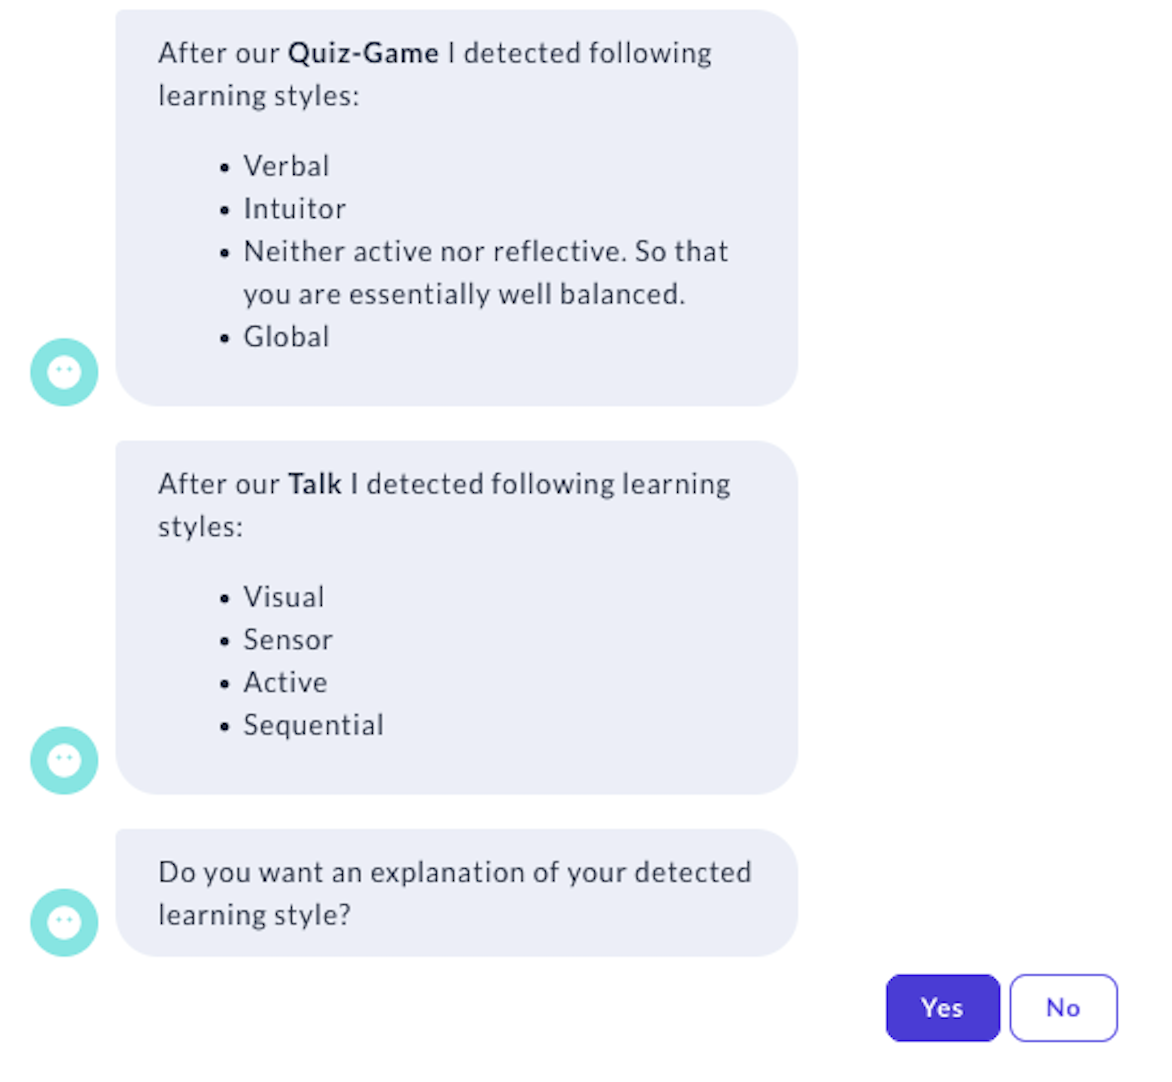 After our Quiz-Game I detected following
learning styles:
• Verbal
• Intuitor
• Neither active nor reflective. So that
you are essentially well balanced.
• Global
After our Talk I detected following learning
styles:
• Visual
• Sensor
• Active
• Sequential
Do you want an explanation of your detected
learning style?
Yes No